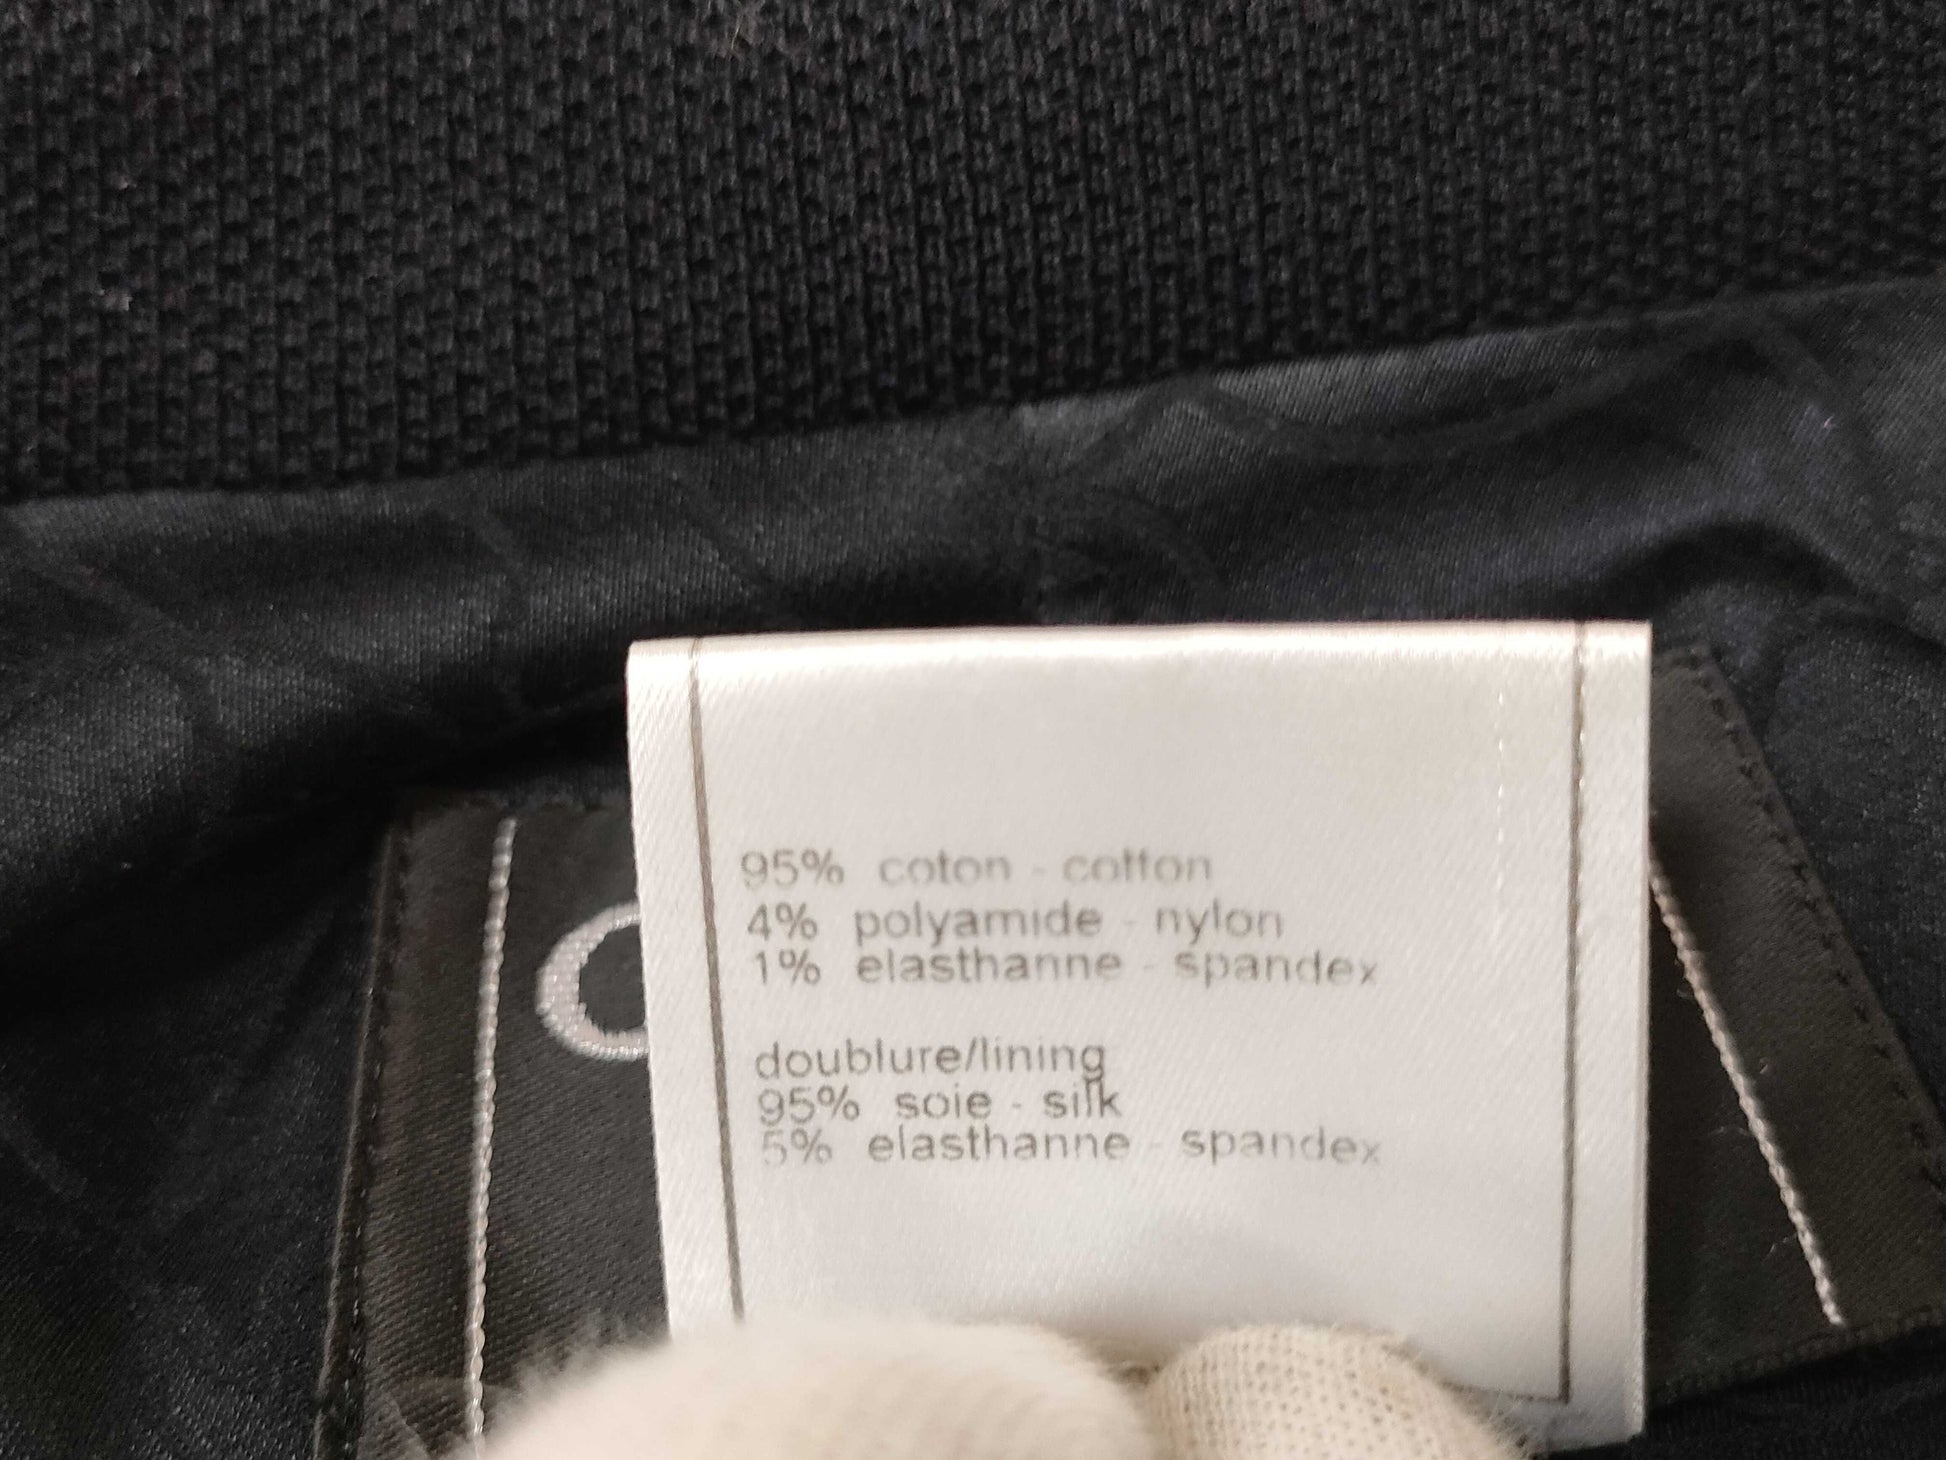 95% coton - cotton
4% polyamide - nylon
1% elasthanne - spandex
doublure/lining
95% soie - silk
5% elasthanne - spandex